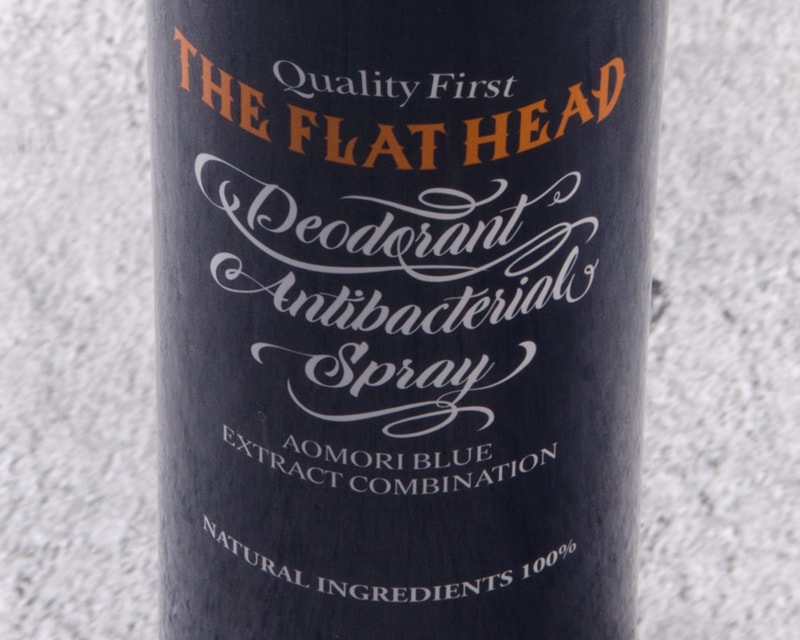 Quality First
THE FLAT HEAD
Deodorant
Antibacterial
Spray
AOMORI BLUE
EXTRACT COMBINATION
NATURAL INGREDIENTS 100%